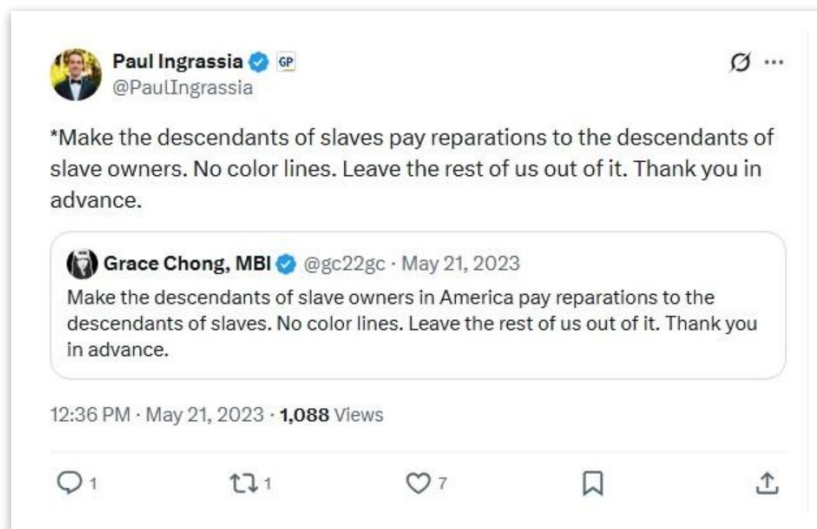 Paul Ingrassia GP
@PaulIngrassia
*Make the descendants of slaves pay reparations to the descendants of
slave owners. No color lines. Leave the rest of us out of it. Thank you in
advance.
Grace Chong, MBI @gc22gc · May 21, 2023
Make the descendants of slave owners in America pay reparations to the
descendants of slaves. No color lines. Leave the rest of us out of it. Thank you
in advance.
12:36 PM · May 21, 2023 · 1,088 Views
1 1 7